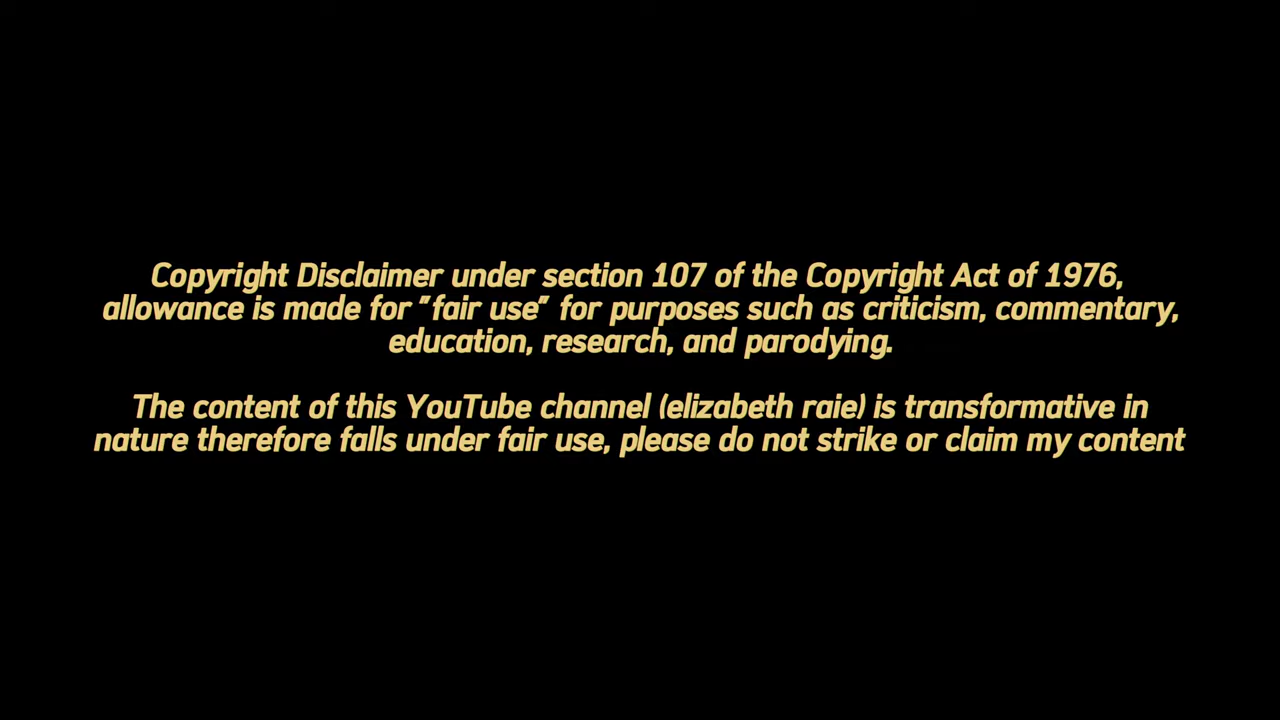 Copyright Disclaimer under section 107 of the Copyright Act of 1976,
allowance is made for "fair use" for purposes such as criticism, commentary,
education, research, and parodying.
The content of this YouTube channel (elizabeth raie) is transformative in
nature therefore falls under fair use, please do not strike or claim my content